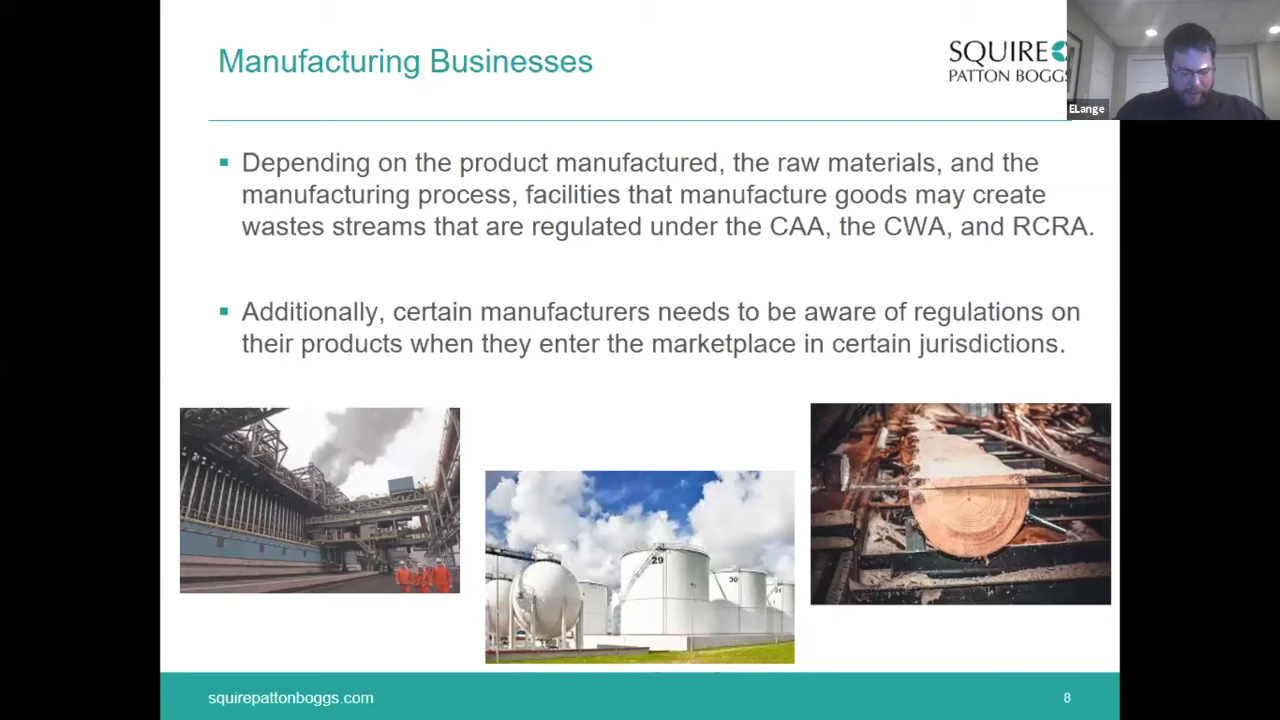 Manufacturing Businesses
SQUIRE
PATTON BOGGS
ELange
Depending on the product manufactured, the raw materials, and the
manufacturing process, facilities that manufacture goods may create
wastes streams that are regulated under the CAA, the CWA, and RCRA.
Additionally, certain manufacturers needs to be aware of regulations on
their products when they enter the marketplace in certain jurisdictions.
29
30
31
squirepattonboggs.com
8